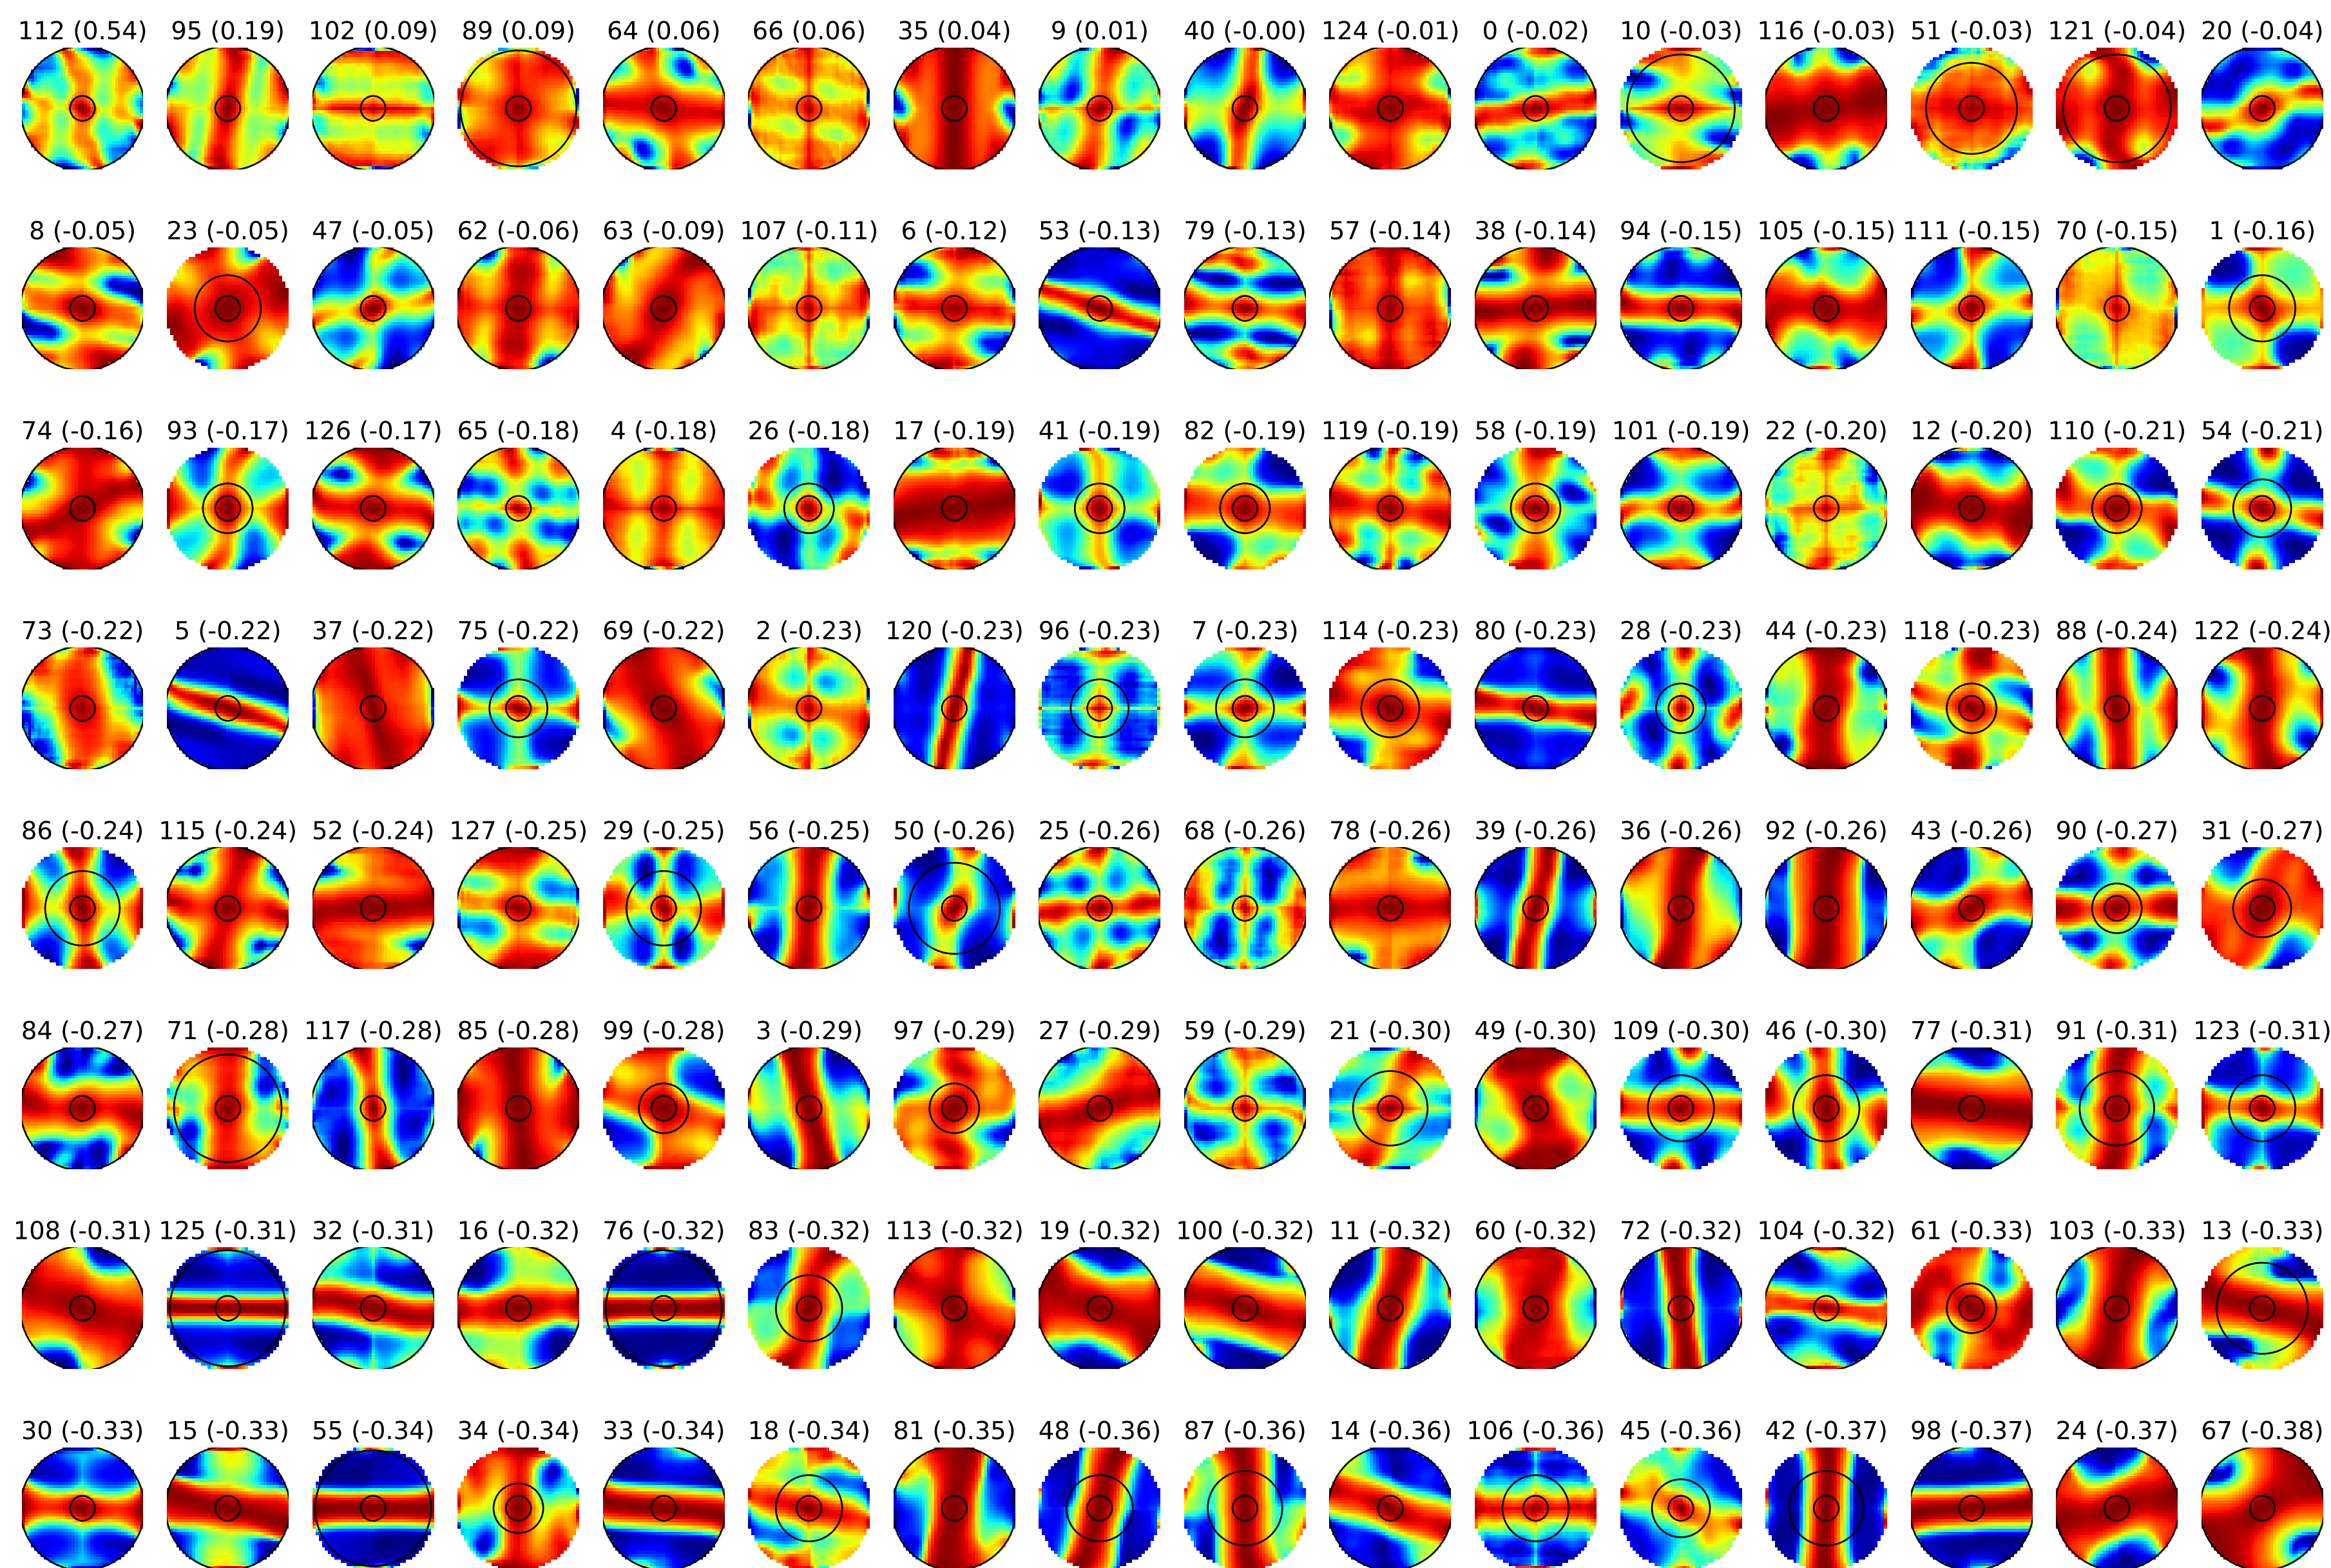 112 (0.54) 95 (0.19) 102 (0.09) 89 (0.09) 64 (0.06) 66 (0.06) 35 (0.04) 9 (0.01) 40 (-0.00) 124 (-0.01) 0 (-0.02) 10 (-0.03) 116 (-0.03) 51 (-0.03) 121 (-0.04) 20 (-0.04)
8 (-0.05) 23 (-0.05) 47 (-0.05) 62 (-0.06) 63 (-0.09) 107 (-0.11) 6 (-0.12) 53 (-0.13) 79 (-0.13) 57 (-0.14) 38 (-0.14) 94 (-0.15) 105 (-0.15) 111 (-0.15) 70 (-0.15) 1 (-0.16)
74 (-0.16) 93 (-0.17) 126 (-0.17) 65 (-0.18) 4 (-0.18) 26 (-0.18) 17 (-0.19) 41 (-0.19) 82 (-0.19) 119 (-0.19) 58 (-0.19) 101 (-0.19) 22 (-0.20) 12 (-0.20) 110 (-0.21) 54 (-0.21)
73 (-0.22) 5 (-0.22) 37 (-0.22) 75 (-0.22) 69 (-0.22) 2 (-0.23) 120 (-0.23) 96 (-0.23) 7 (-0.23) 114 (-0.23) 80 (-0.23) 28 (-0.23) 44 (-0.23) 118 (-0.23) 88 (-0.24) 122 (-0.24)
86 (-0.24) 115 (-0.24) 52 (-0.24) 127 (-0.25) 29 (-0.25) 56 (-0.25) 50 (-0.26) 25 (-0.26) 68 (-0.26) 78 (-0.26) 39 (-0.26) 36 (-0.26) 92 (-0.26) 43 (-0.26) 90 (-0.27) 31 (-0.27)
84 (-0.27) 71 (-0.28) 117 (-0.28) 85 (-0.28) 99 (-0.28) 3 (-0.29) 97 (-0.29) 27 (-0.29) 59 (-0.29) 21 (-0.30) 49 (-0.30) 109 (-0.30) 46 (-0.30) 77 (-0.31) 91 (-0.31) 123 (-0.31)
108 (-0.31) 125 (-0.31) 32 (-0.31) 16 (-0.32) 76 (-0.32) 83 (-0.32) 113 (-0.32) 19 (-0.32) 100 (-0.32) 11 (-0.32) 60 (-0.32) 72 (-0.32) 104 (-0.32) 61 (-0.33) 103 (-0.33) 13 (-0.33)
30 (-0.33) 15 (-0.33) 55 (-0.34) 34 (-0.34) 33 (-0.34) 18 (-0.34) 81 (-0.35) 48 (-0.36) 87 (-0.36) 14 (-0.36) 106 (-0.36) 45 (-0.36) 42 (-0.37) 98 (-0.37) 24 (-0.37) 67 (-0.38)